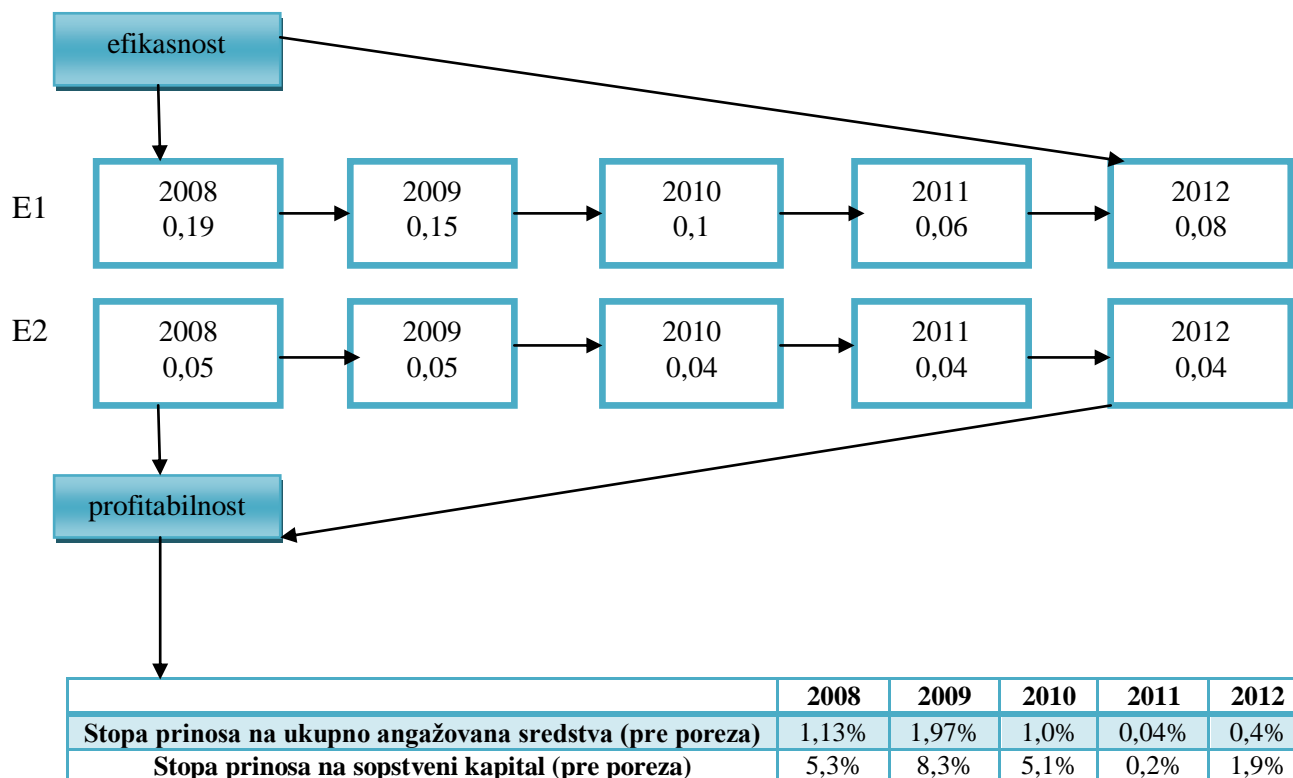 efikasnost
E1
2008 2009 2010 2011 2012
0,19 0,15 0,1 0,06 0,08
E2
2008 2009 2010 2011 2012
0,05 0,05 0,04 0,04 0,04
profitabilnost
2008 2009 2010 2011 2012
Stopa prinosa na ukupno angažovana sredstva (pre poreza) 1,13% 1,97% 1,0% 0,04% 0,4%
Stopa prinosa na sopstveni kapital (pre poreza) 5,3% 8,3% 5,1% 0,2% 1,9%